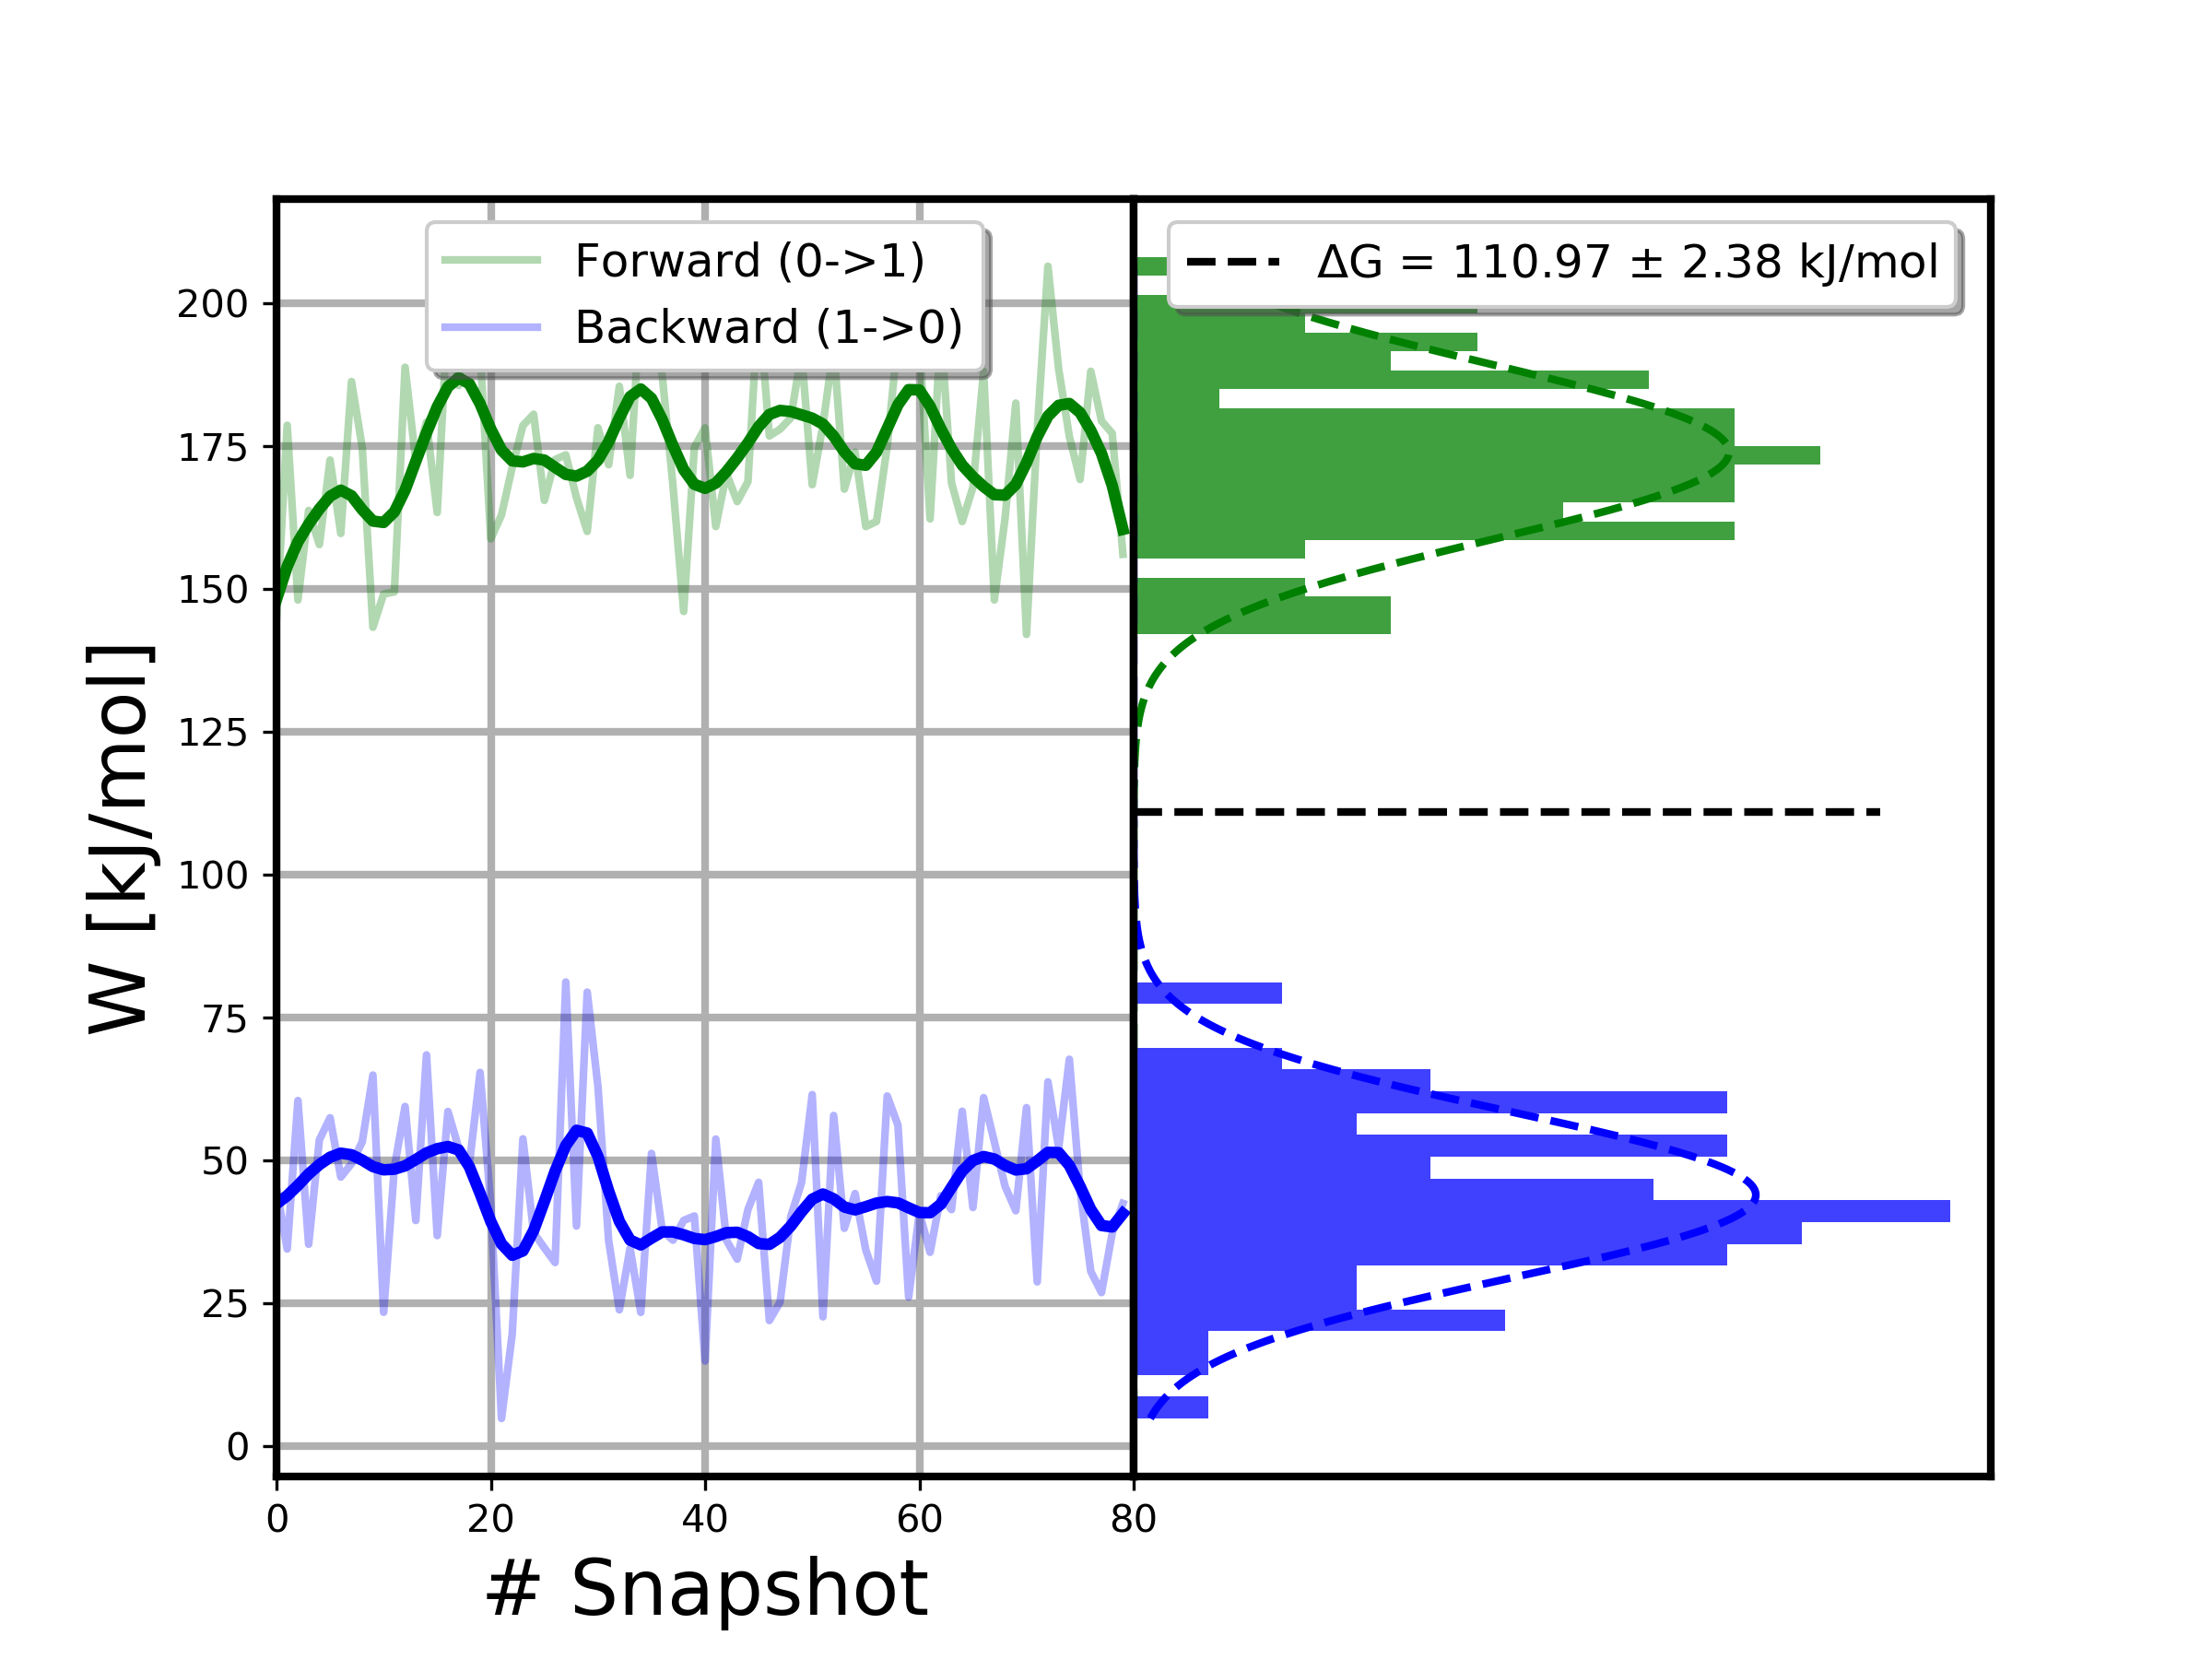 Forward (0->1)
Backward (1->0)
ΔG = 110.97 ± 2.38 kJ/mol
W [kJ/mol]
200
175
150
125
100
75
50
25
0
0 20 40 60 80
# Snapshot